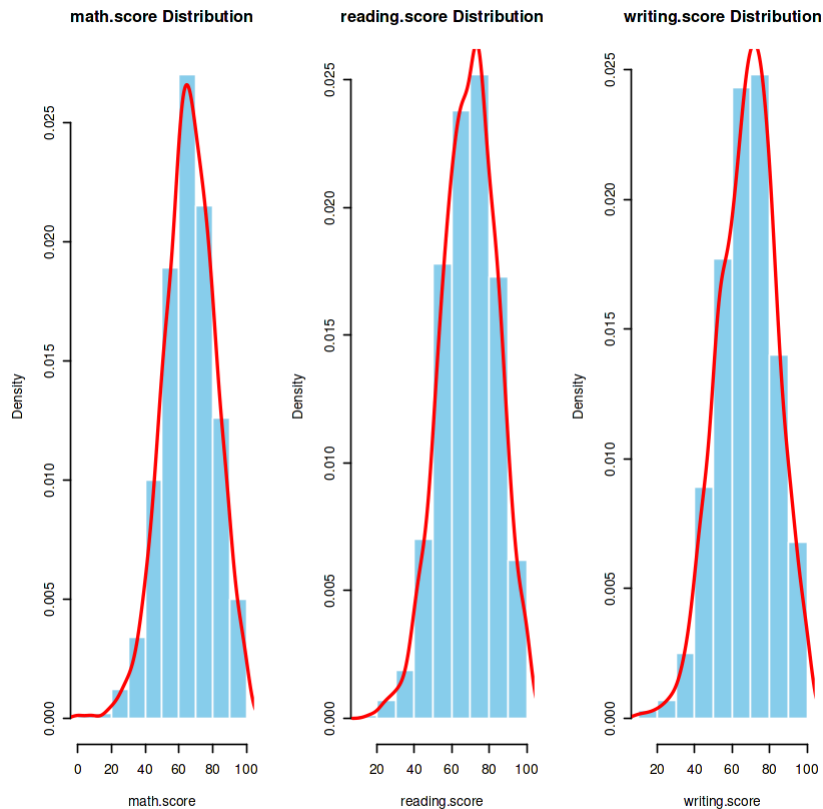 math.score Distribution
Density
0.000
0.005
0.010
0.015
0.020
0.025
0 20 40 60 80 100
math.score
reading.score Distribution
Density
0.000
0.005
0.010
0.015
0.020
0.025
20 40 60 80 100
reading.score
writing.score Distribution
Density
0.000
0.005
0.010
0.015
0.020
0.025
20 40 60 80 100
writing.score